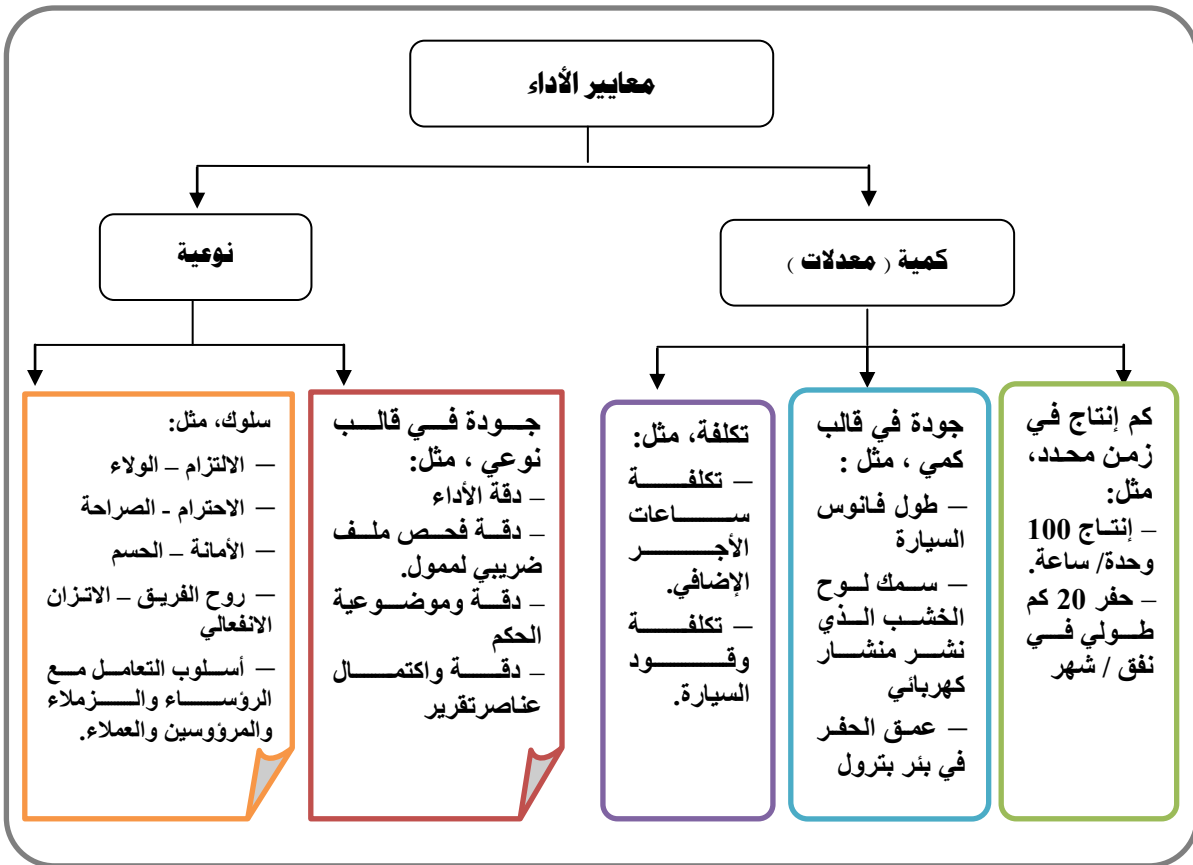 معايير الأداء
كمية ( معدلات )
نوعية
كم إنتاج في
زمن محدد،
مثل:
– إنتاج 100
وحدة/ ساعة.
– حفر 20 كم
طولي في
نفق / شهر
جودة في قالب
كمي ، مثل :
– طول فانوس
السيارة
– سمك لوح
الخشب الذي
نشر منشار
كهربائي
– عمق الحفر
في بئر بترول
تكلفة، مثل:
– تكلفة
ساعات
الأجر
الإضافي.
– تكلفة
وقود
السيارة.
جودة في قالب
نوعي ، مثل:
– دقة الأداء
– دقة فحص ملف
ضريبي لممول.
– دقة وموضوعية
الحكم
– دقة واكتمال
عناصرتقرير
سلوك، مثل:
– الالتزام – الولاء
– الاحترام - الصراحة
– الأمانة – الحسم
– روح الفريق – الاتزان
الانفعالي
– أسلوب التعامل مع
الرؤساء والزملاء
والمرؤوسين والعملاء.